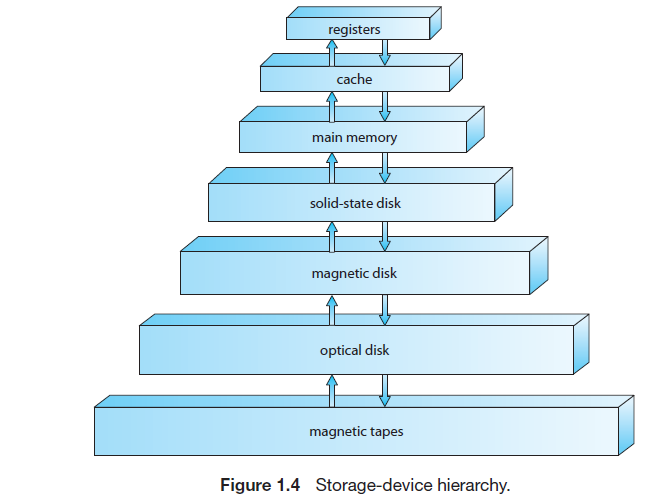 registers
cache
main memory
solid-state disk
magnetic disk
optical disk
magnetic tapes
Figure 1.4 Storage-device hierarchy.